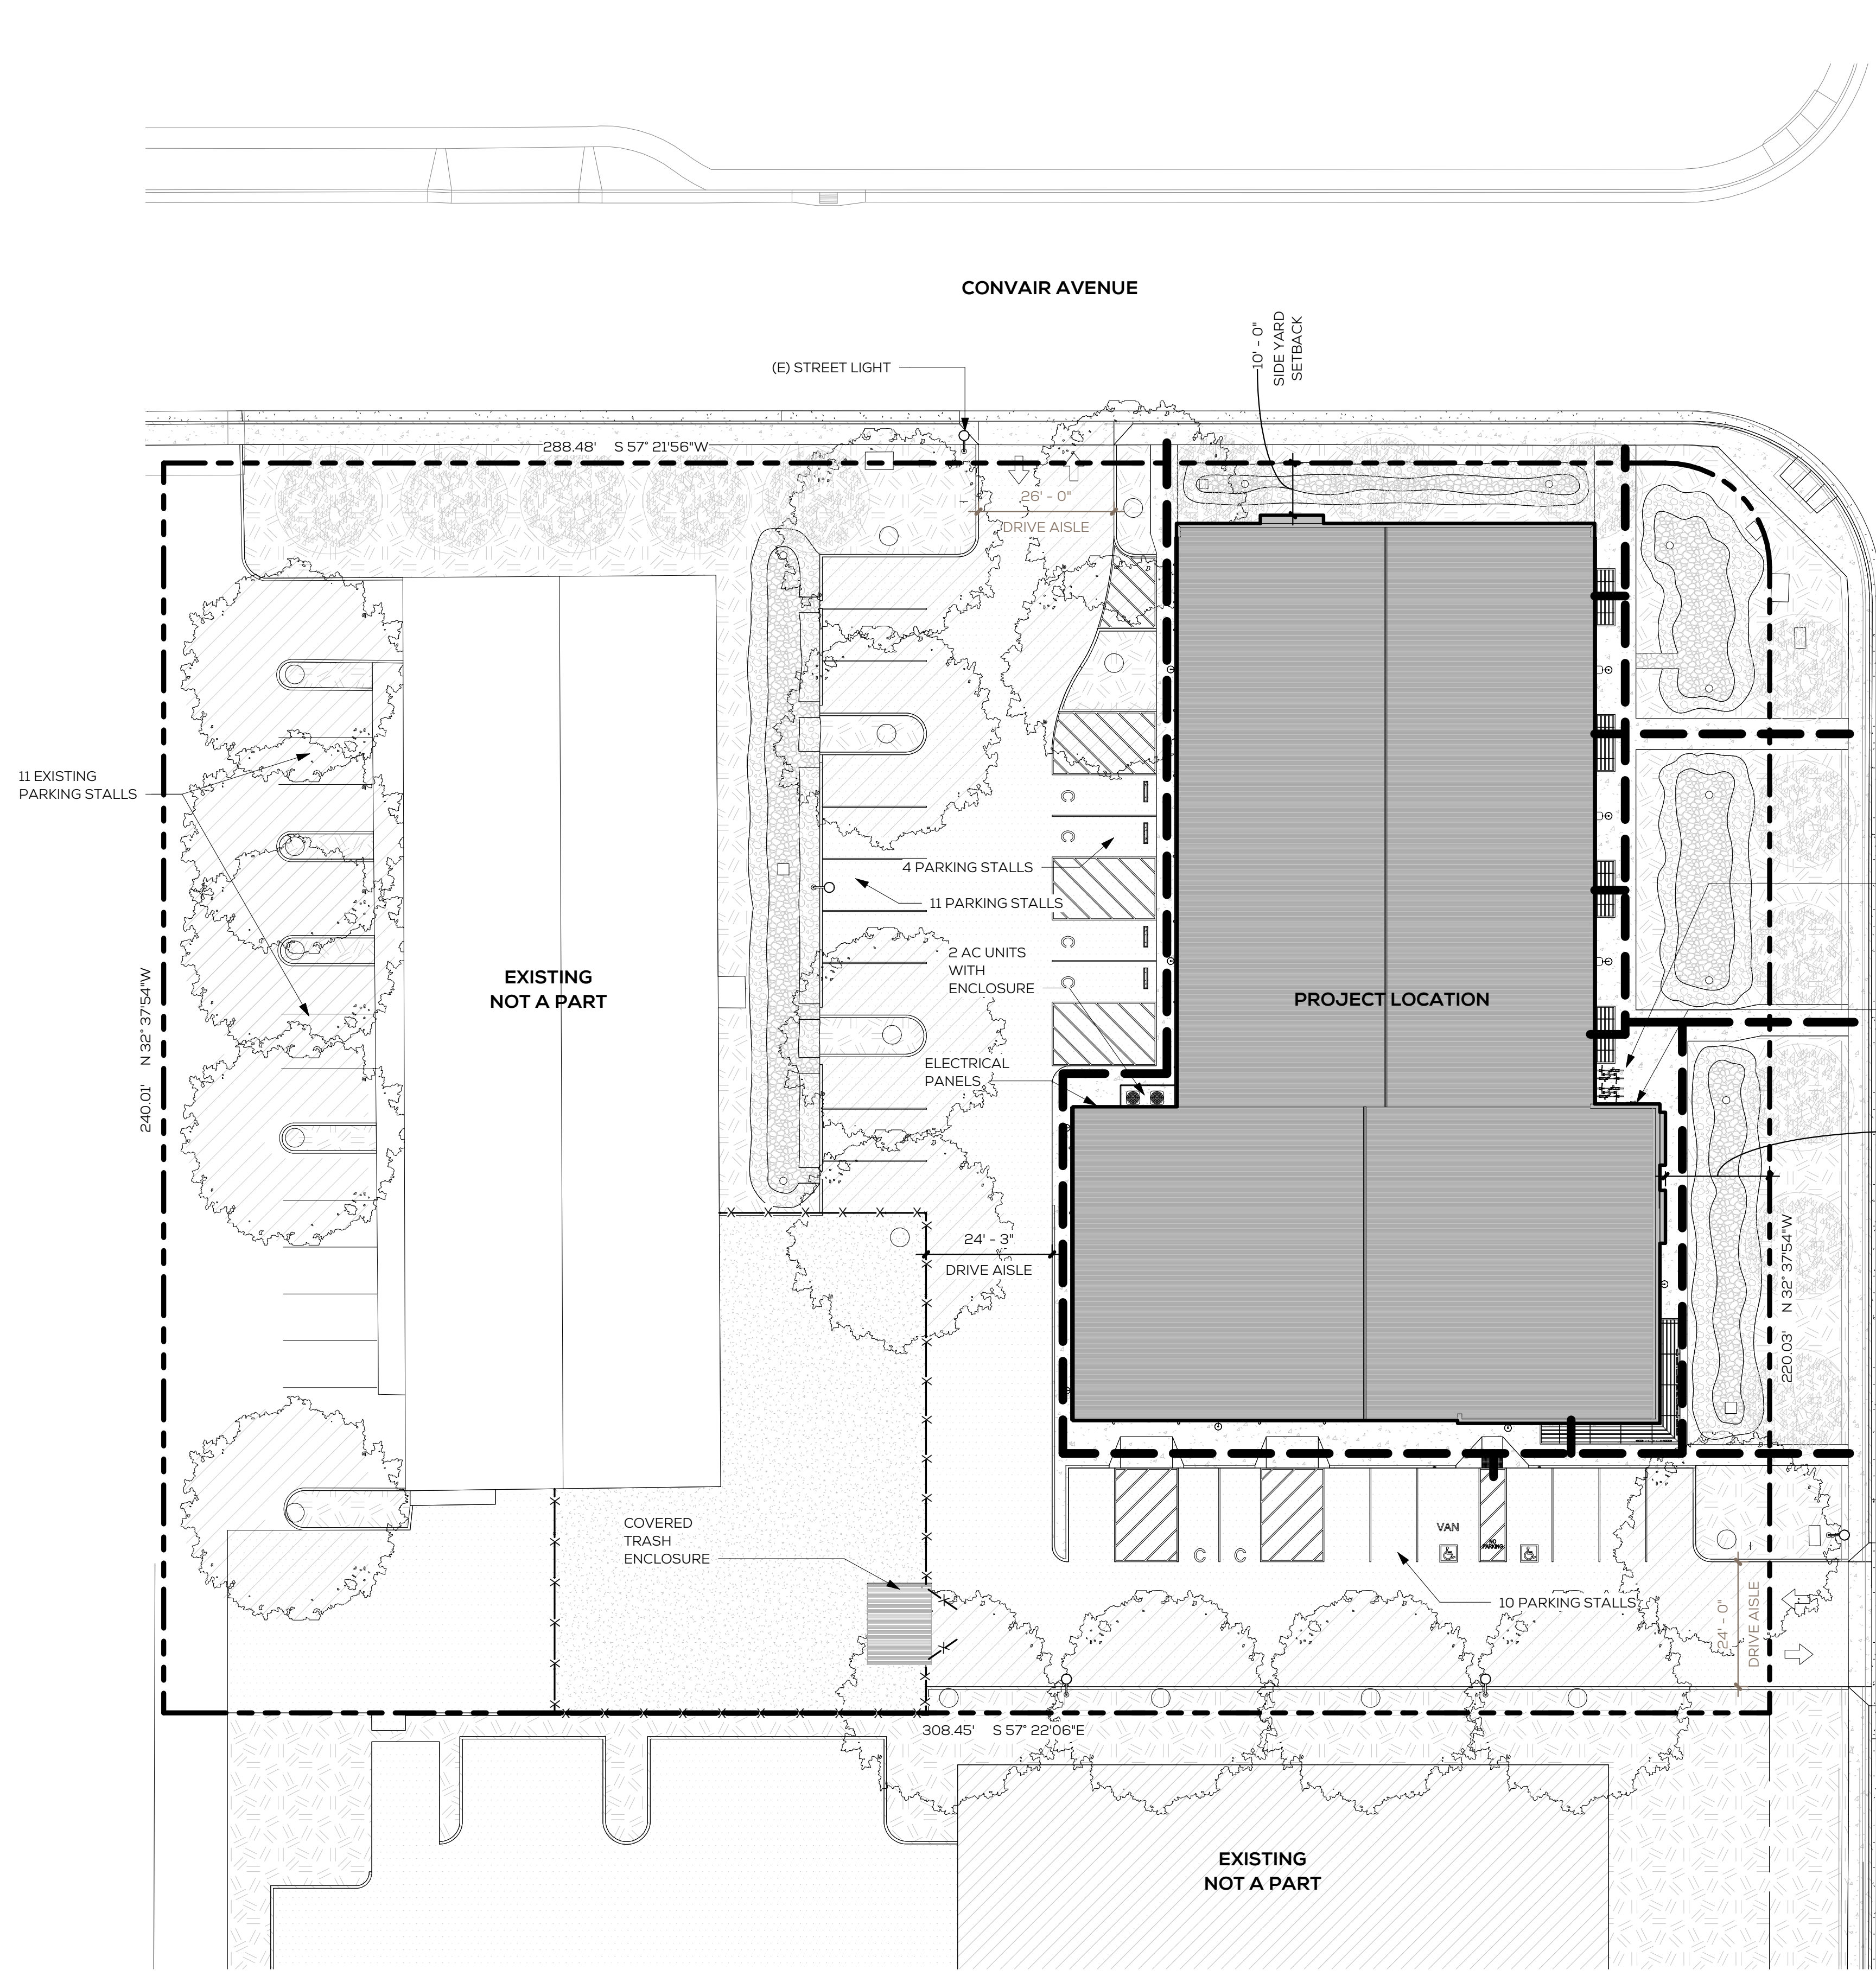 CONVAIR AVENUE
10' - 0"
SIDE YARD
SETBACK
(E) STREET LIGHT
288.48' S 57° 21'56"W
26' - 0"
DRIVE AISLE
11 EXISTING
PARKING STALLS
C
C
4 PARKING STALLS
11 PARKING STALLS
C
2 AC UNITS
WITH
ENCLOSURE
C
EXISTING
NOT A PART
PROJECT LOCATION
240.01' N 32° 37'54"W
ELECTRICAL
PANELS
24' - 3"
DRIVE AISLE
220.03' N 32° 37'54"W
COVERED
TRASH
ENCLOSURE
VAN
NO
PARKING
C
C
10 PARKING STALLS
24' - 0"
DRIVE AISLE
308.45' S 57° 22'06"E
EXISTING
NOT A PART